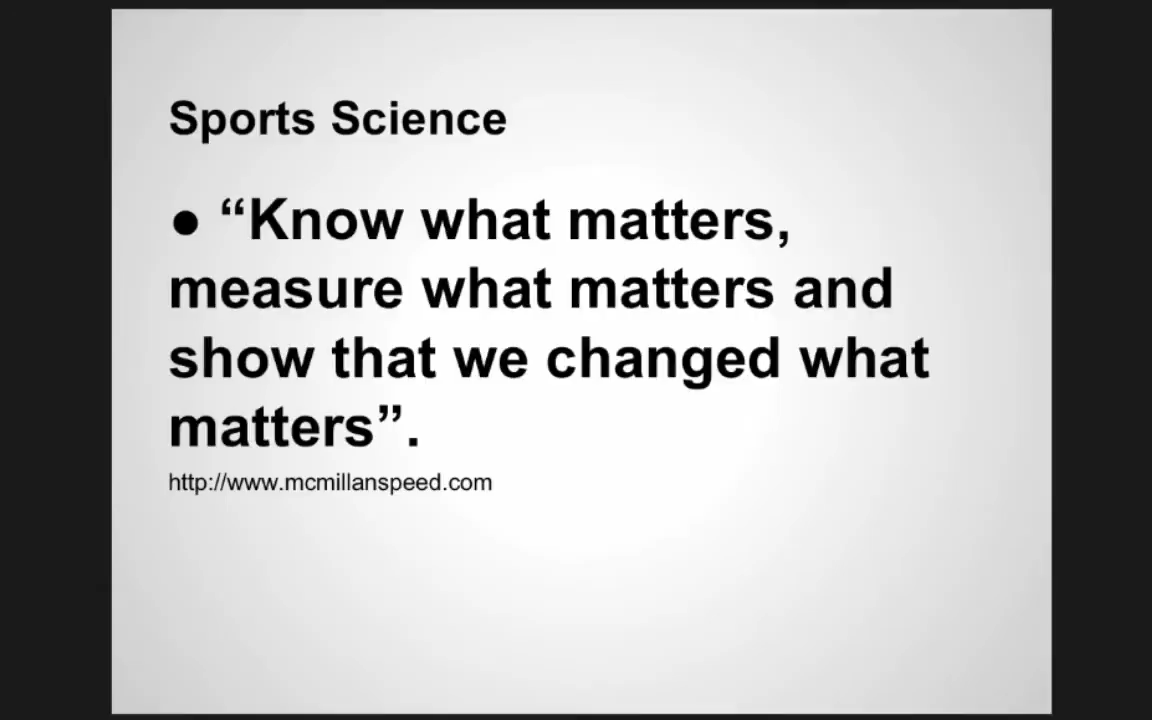 Sports Science
● “Know what matters,
measure what matters and
show that we changed what
matters”.
http://www.mcmillanspeed.com